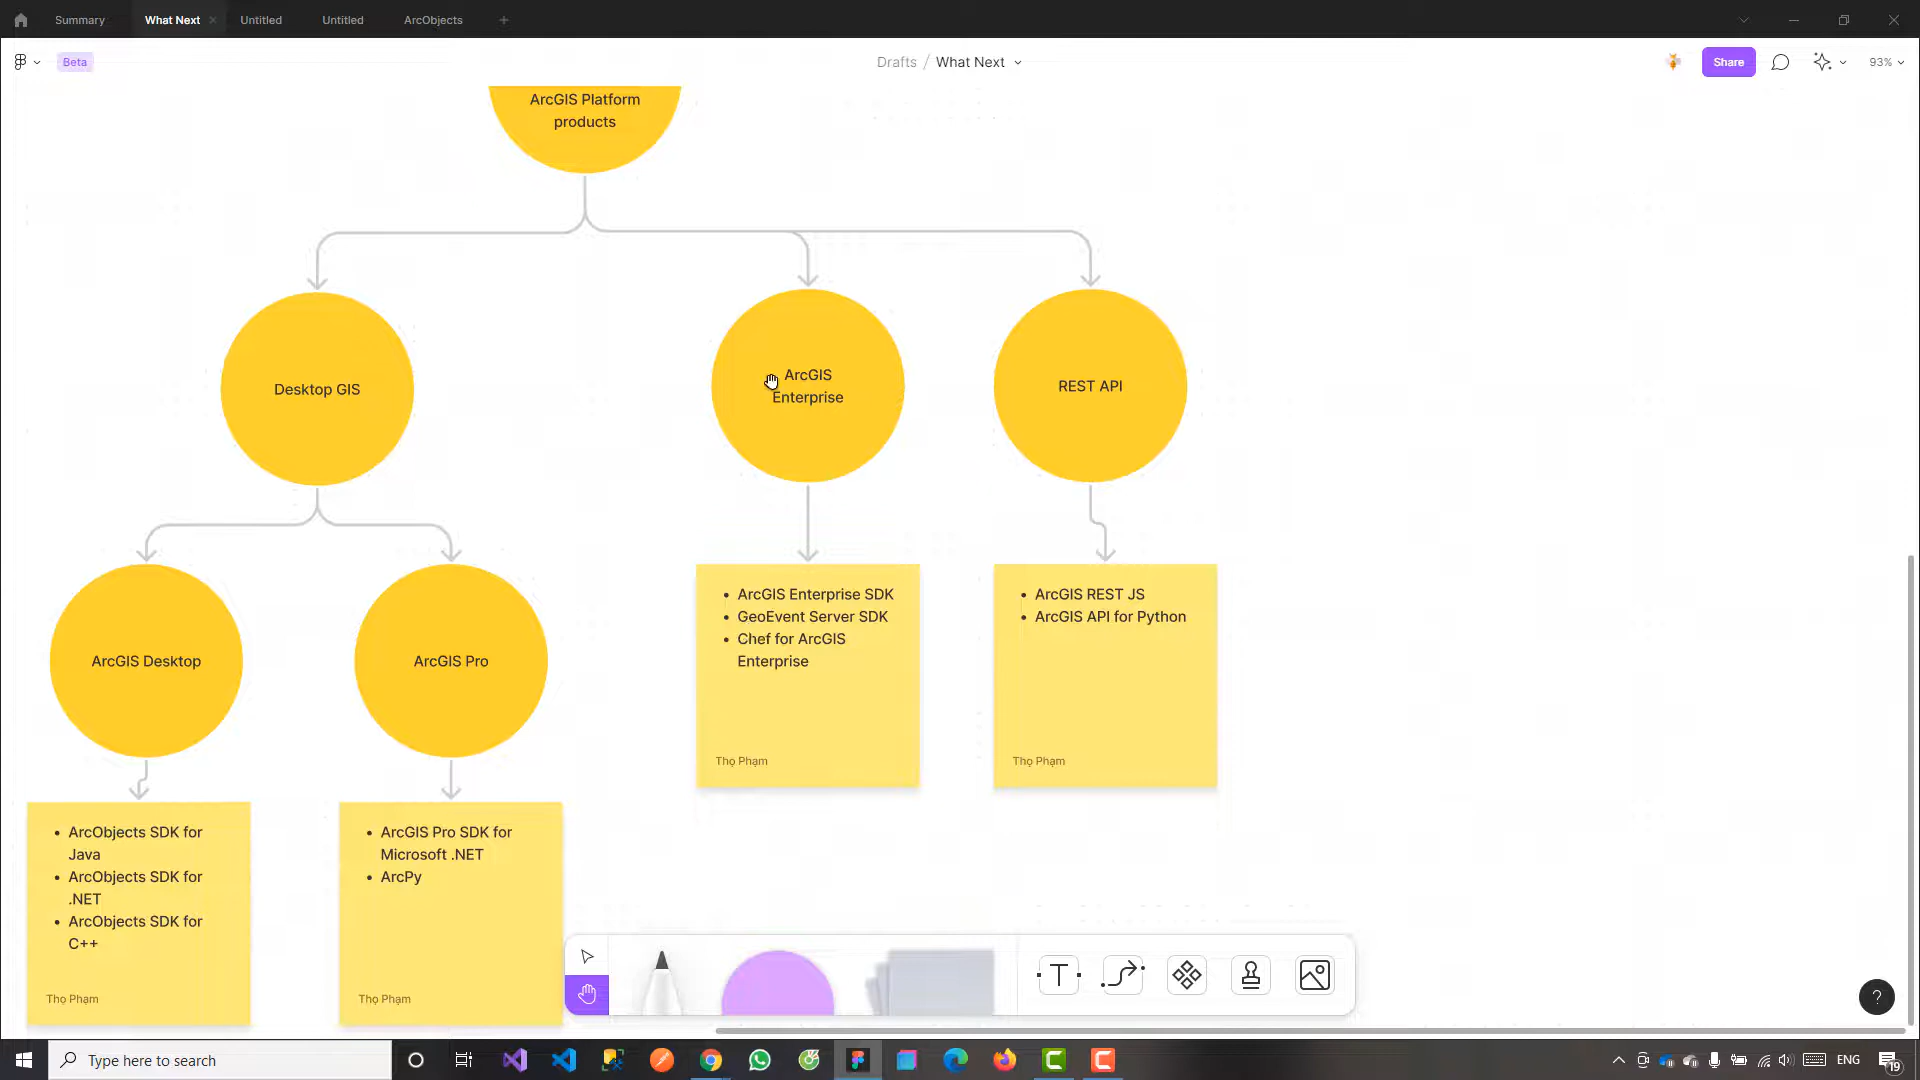 Summary
What Next
Untitled
Untitled
ArcObjects
Beta
Drafts / What Next
Share
93%
ArcGIS Platform
products
Desktop GIS
ArcGIS
Enterprise
REST API
• ArcGIS Enterprise SDK
• GeoEvent Server SDK
• Chef for ArcGIS
Enterprise
Thọ Phạm
• ArcGIS REST JS
• ArcGIS API for Python
Thọ Phạm
ArcGIS Desktop
ArcGIS Pro
• ArcObjects SDK for
Java
• ArcObjects SDK for
.NET
• ArcObjects SDK for
C++
Thọ Phạm
• ArcGIS Pro SDK for
Microsoft .NET
• ArcPy
Thọ Phạm
T
?
Type here to search
ENG
19